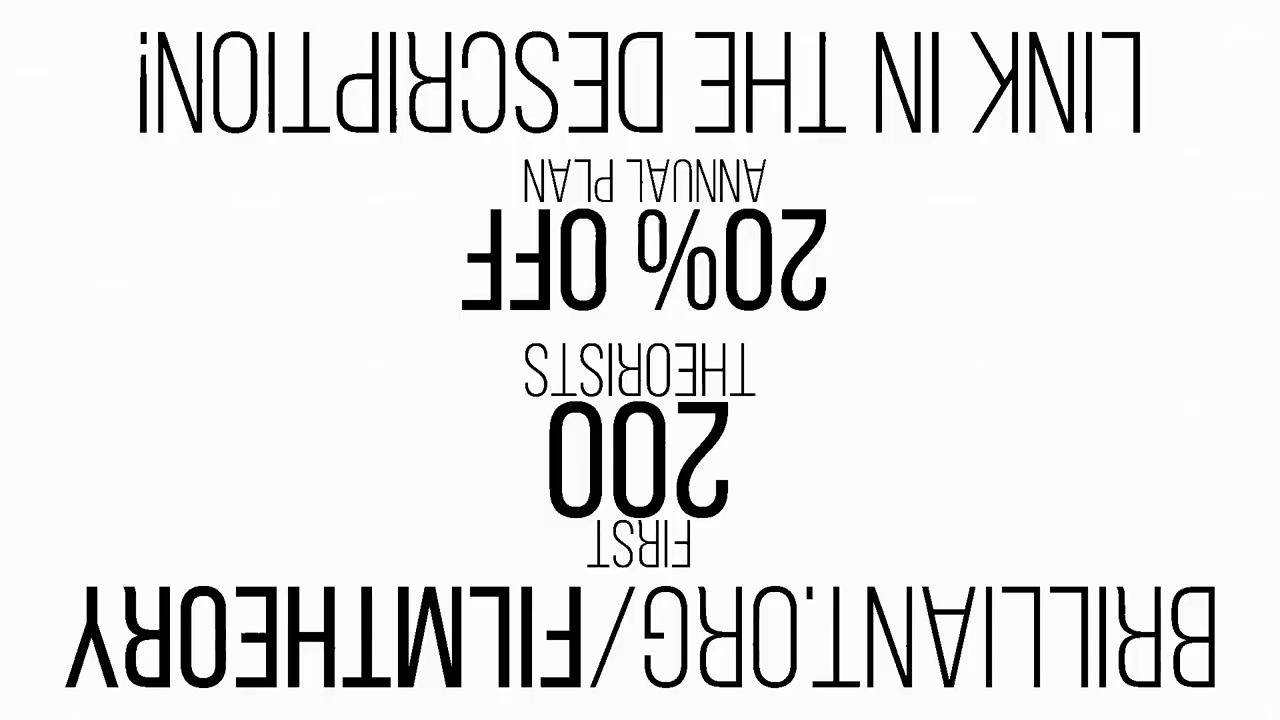 BRILLIANT.ORG/FILMTHEORY
FIRST
200
THEORISTS
20% OFF
ANNUAL PLAN
LINK IN THE DESCRIPTION!